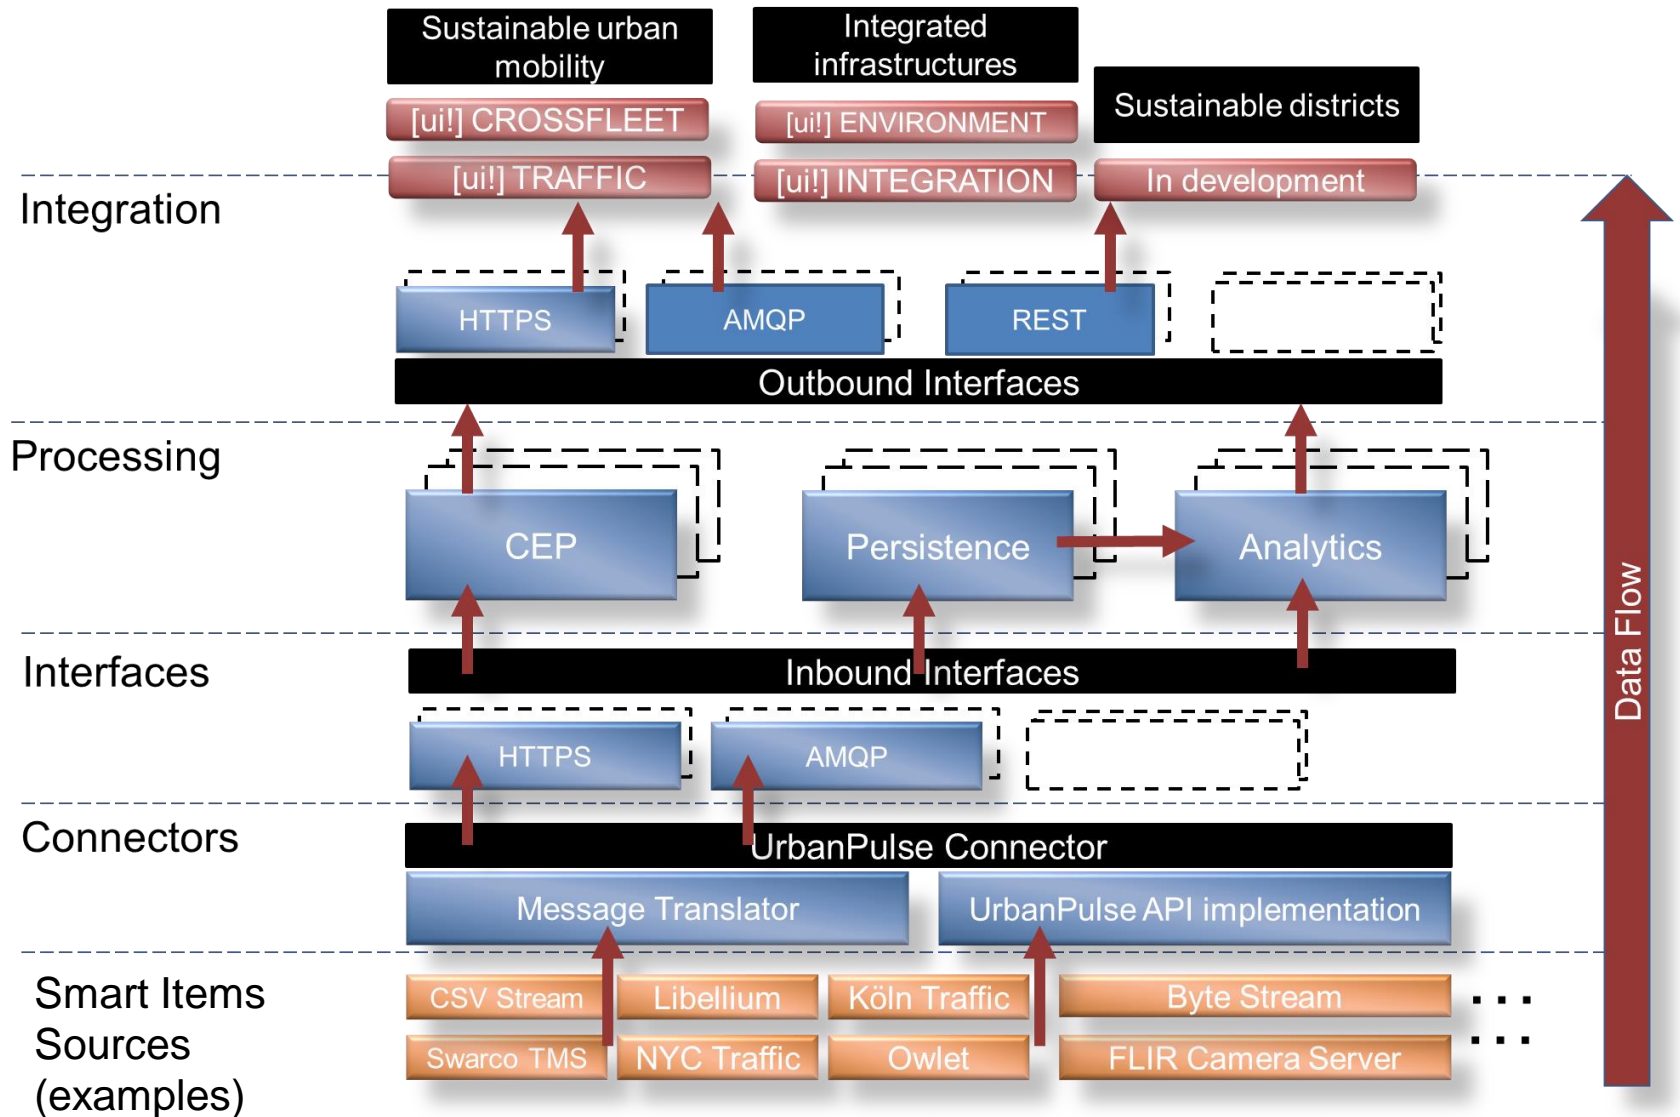 Sustainable urban
mobility
Integrated
infrastructures
Sustainable districts
[ui!] CROSSFLEET
[ui!] ENVIRONMENT
[ui!] TRAFFIC
[ui!] INTEGRATION
In development
Integration
HTTPS
AMQP
REST
Outbound Interfaces
Processing
CEP
Persistence
Analytics
Data Flow
Interfaces
Inbound Interfaces
HTTPS
AMQP
Connectors
UrbanPulse Connector
Message Translator
UrbanPulse API implementation
Smart Items
Sources
(examples)
CSV Stream
Libellium
Köln Traffic
Byte Stream
...
Swarco TMS
NYC Traffic
Owlet
FLIR Camera Server
...